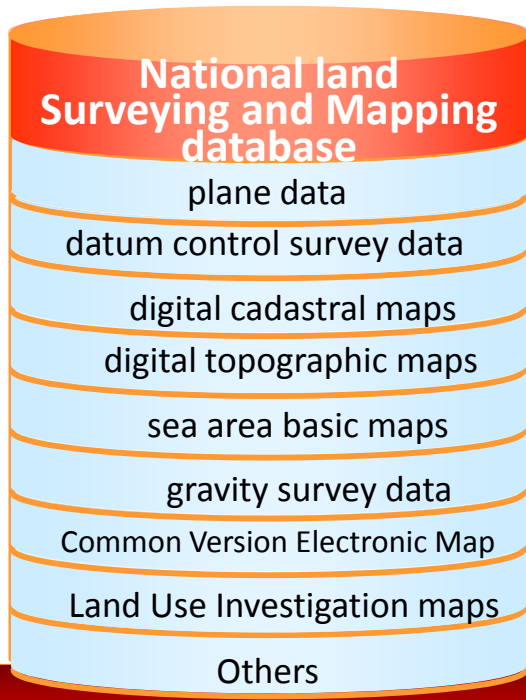 National land
Surveying and Mapping
database
plane data
datum control survey data
digital cadastral maps
digital topographic maps
sea area basic maps
gravity survey data
Common Version Electronic Map
Land Use Investigation maps
Others